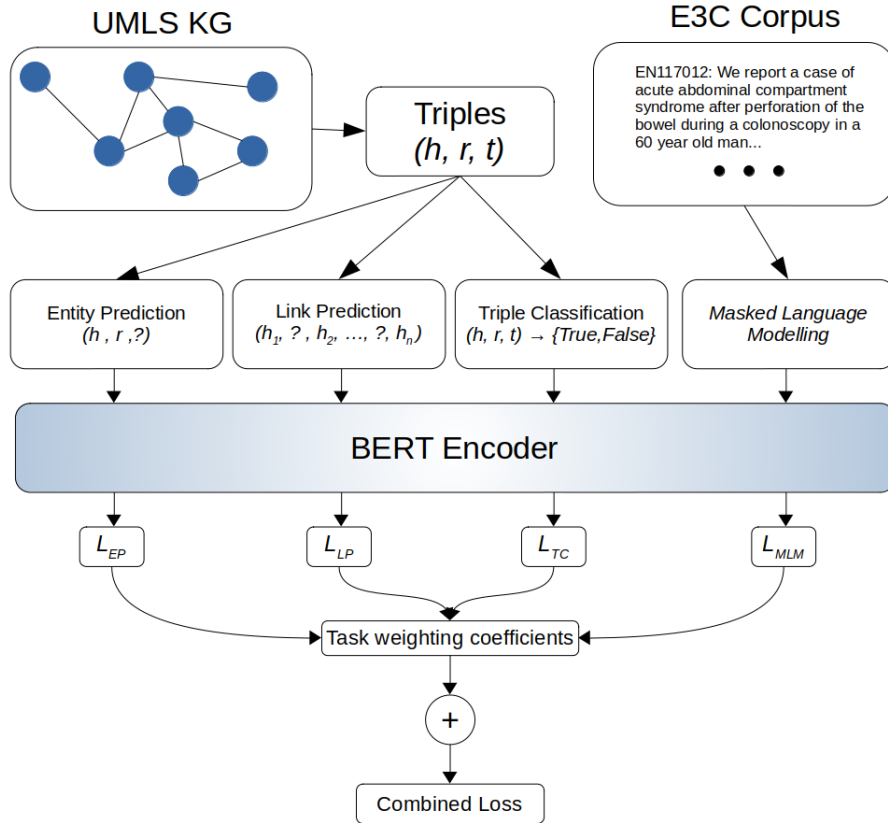 UMLS KG
E3C Corpus
EN117012: We report a case of
acute abdominal compartment
syndrome after perforation of the
bowel during a colonoscopy in a
60 year old man...
Triples
(h, r, t)
Entity Prediction
(h , r ,?)
Link Prediction
(h1, ? , h2, ..., ?, hn)
Triple Classification
(h, r, t) → {True,False}
Masked Language
Modelling
BERT Encoder
LEP
LLP
LTC
LMLM
Task weighting coefficients
+
Combined Loss